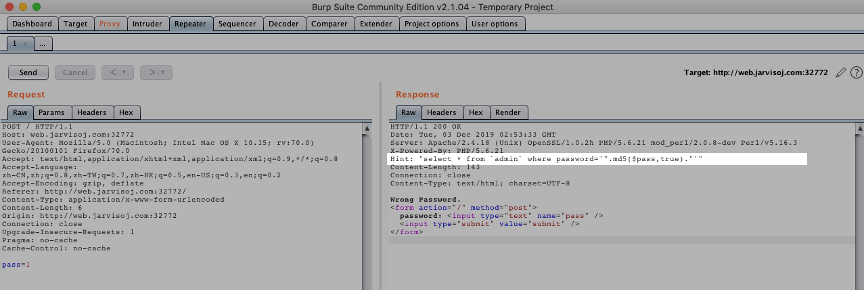 Burp Suite Community Edition v2.1.04 - Temporary Project
Dashboard Target Proxy Intruder Repeater Sequencer Decoder Comparer Extender Project options User options
1 × ...
Send Cancel < ▾ > ▾ Target: http://web.jarvisoj.com:32772 ?
Request
Raw Params Headers Hex
POST / HTTP/1.1
Host: web.jarvisoj.com:32772
User-Agent: Mozilla/5.0 (Macintosh; Intel Mac OS X 10.15; rv:70.0)
Gecko/20100101 Firefox/70.0
Accept: text/html,application/xhtml+xml,application/xml;q=0.9,*/*;q=0.8
Accept-Language:
zh-CN,zh;q=0.8,zh-TW;q=0.7,zh-HK;q=0.5,en-US;q=0.3,en;q=0.2
Accept-Encoding: gzip, deflate
Referer: http://web.jarvisoj.com:32772/
Content-Type: application/x-www-form-urlencoded
Content-Length: 6
Origin: http://web.jarvisoj.com:32772
Connection: close
Upgrade-Insecure-Requests: 1
Pragma: no-cache
Cache-Control: no-cache
pass=1
Response
Raw Headers Hex Render
HTTP/1.1 200 OK
Date: Tue, 03 Dec 2019 02:53:33 GMT
Server: Apache/2.4.18 (Unix) OpenSSL/1.0.2h PHP/5.6.21 mod_perl/2.0.8-dev Perl/v5.16.3
X-Powered-By: PHP/5.6.21
Hint: "select * from `admin` where password='".md5($pass,true)."'"
Content-Length: 143
Connection: close
Content-Type: text/html; charset=UTF-8
Wrong Password.
<form action="/" method="post">
password: <input type="text" name="pass" />
<input type="submit" value="submit" />
</form>